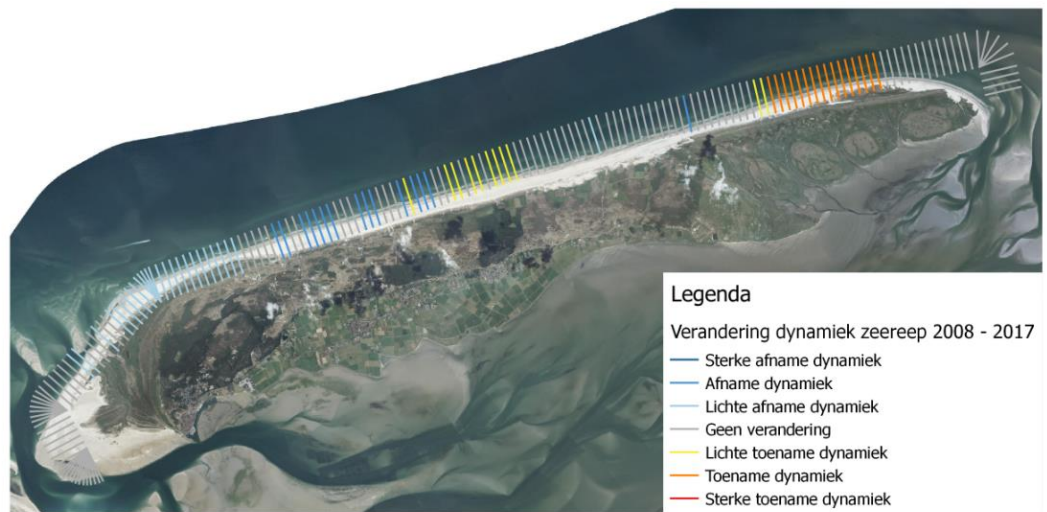 Legenda
Verandering dynamiek zeereep 2008 - 2017
Sterke afname dynamiek
Afname dynamiek
Lichte afname dynamiek
Geen verandering
Lichte toename dynamiek
Toename dynamiek
Sterke toename dynamiek